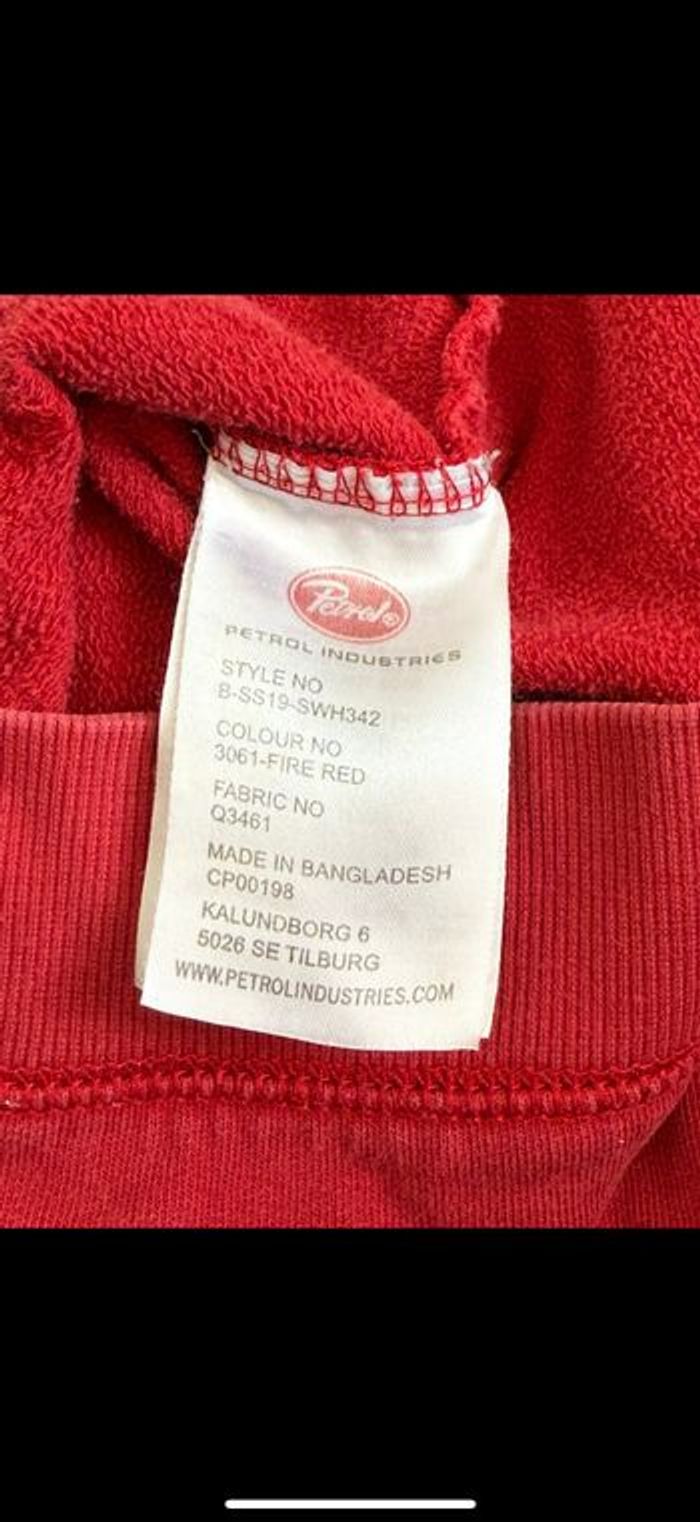 Petrol®
PETROL INDUSTRIES
STYLE NO
B-SS19-SWH342
COLOUR NO
3061-FIRE RED
FABRIC NO
Q3461
MADE IN BANGLADESH
CP00198
KALUNDBORG 6
5026 SE TILBURG
WWW.PETROLINDUSTRIES.COM